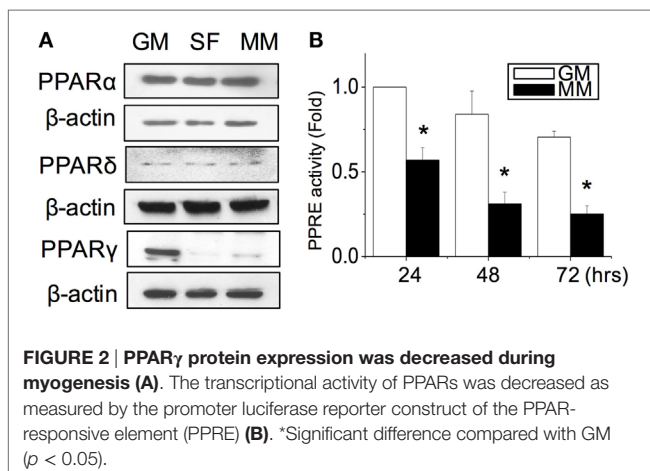 A
GM SF MM
PPARα
β-actin
PPARδ
β-actin
PPARγ
β-actin
B
PPRE activity (Fold)
1.0
0.5
0.0
GM
MM
*
*
*
24 48 72 (hrs)
FIGURE 2 | PPARγ protein expression was decreased during
myogenesis (A). The transcriptional activity of PPARs was decreased as
measured by the promoter luciferase reporter construct of the PPAR-
responsive element (PPRE) (B). *Significant difference compared with GM
(p < 0.05).